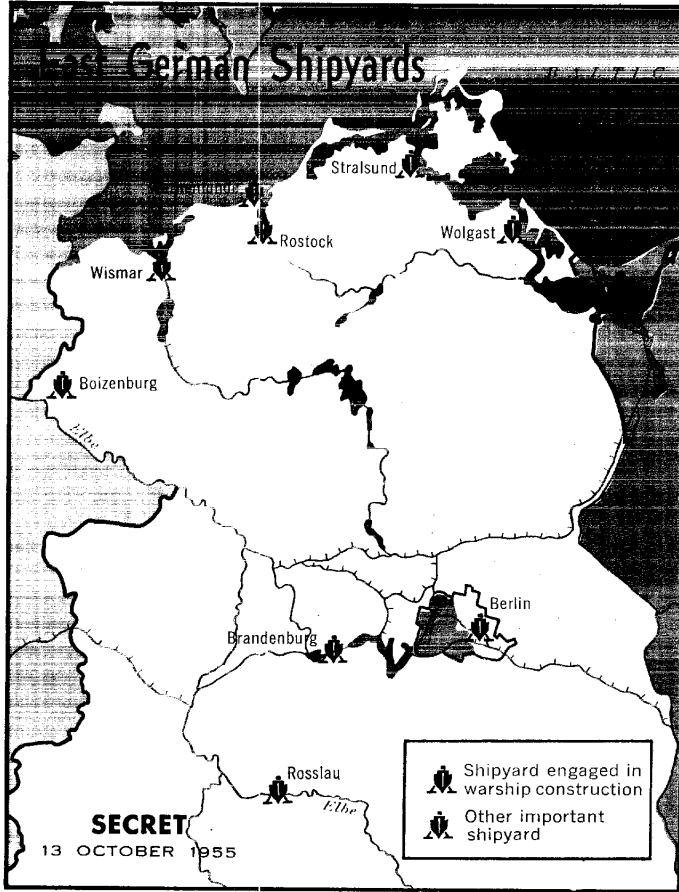 East German Shipyards
BALTIC
Stralsund
Rostock
Wolgast
Wismar
Boizenburg
Elbe
Berlin
Brandenburg
Rosslau
Elbe
Shipyard engaged in
warship construction
Other important
shipyard
SECRET
13 OCTOBER 1955